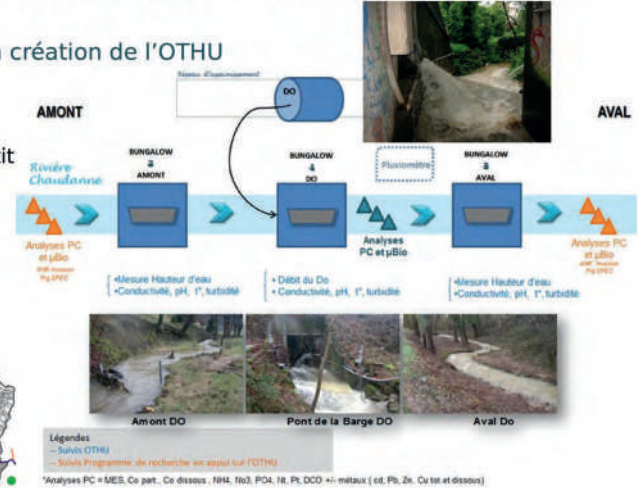 création de l'OTHU
Réseau d'assainissement
DO
AMONT
AVAL
tit
Rivière
Chaudanne
BUNGALOW
a
AMONT
BUNGALOW
a
DO
Pluviomètre
BUNGALOW
a
AVAL
Analyses PC
et µBio
Analyses
PC et µBio
Analyses PC
et µBio
•Mesure Hauteur d'eau
•Conductivité, pH, t°, turbidité
• Débit du Do
• Conductivité, pH, t°, turbidité
•Mesure Hauteur d'eau
•Conductivité, pH, t°, turbidité
Amont DO
Pont de la Barge DO
Aval Do
Légendes
– Suivis OTHU
– Suivis Programme de recherche en appui sur l'OTHU
*Analyses PC = MES, Co part., Co dissous, NH4, No3, PO4, Nt, Pt, DCO +/- métaux ( cd, Pb, Zn, Cu tot et dissous)